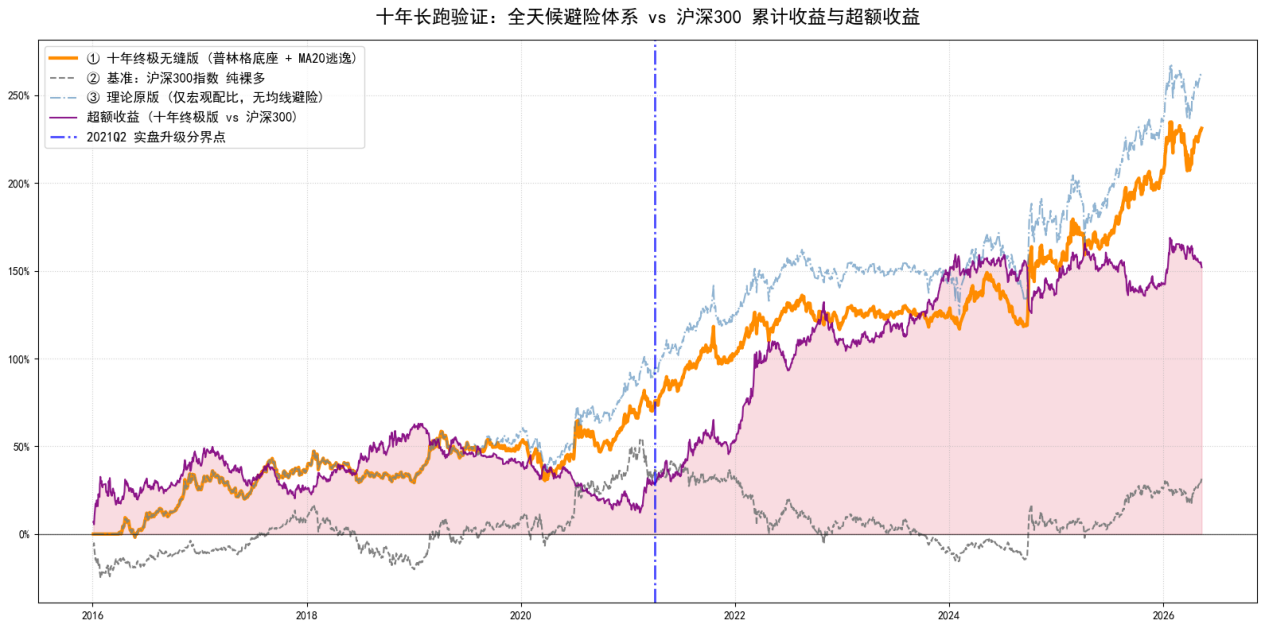 十年长跑验证：全天候避险体系 vs 沪深300 累计收益与超额收益
① 十年终极无缝版 (普林格底座 + MA20逃逸)
② 基准：沪深300指数 纯裸多
③ 理论原版 (仅宏观配比，无均线避险)
超额收益 (十年终极版 vs 沪深300)
2021Q2 实盘升级分界点
250%
200%
150%
100%
50%
0%
2016
2018
2020
2022
2024
2026